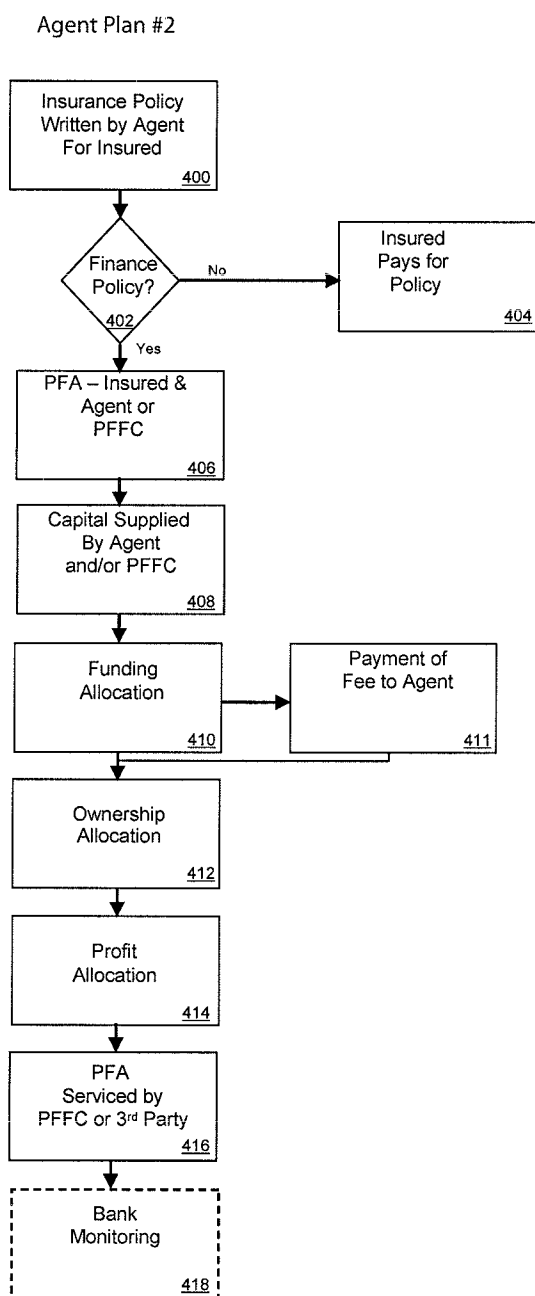 Agent Plan #2
Insurance Policy
Written by Agent
For Insured
400
Finance
Policy?
402
No
Insured
Pays for
Policy
404
Yes
PFA – Insured &
Agent or
PFFC
406
Capital Supplied
By Agent
and/or PFFC
408
Funding
Allocation
410
Payment of
Fee to Agent
411
Ownership
Allocation
412
Profit
Allocation
414
PFA
Serviced by
PFFC or 3rd Party
416
Bank
Monitoring
418